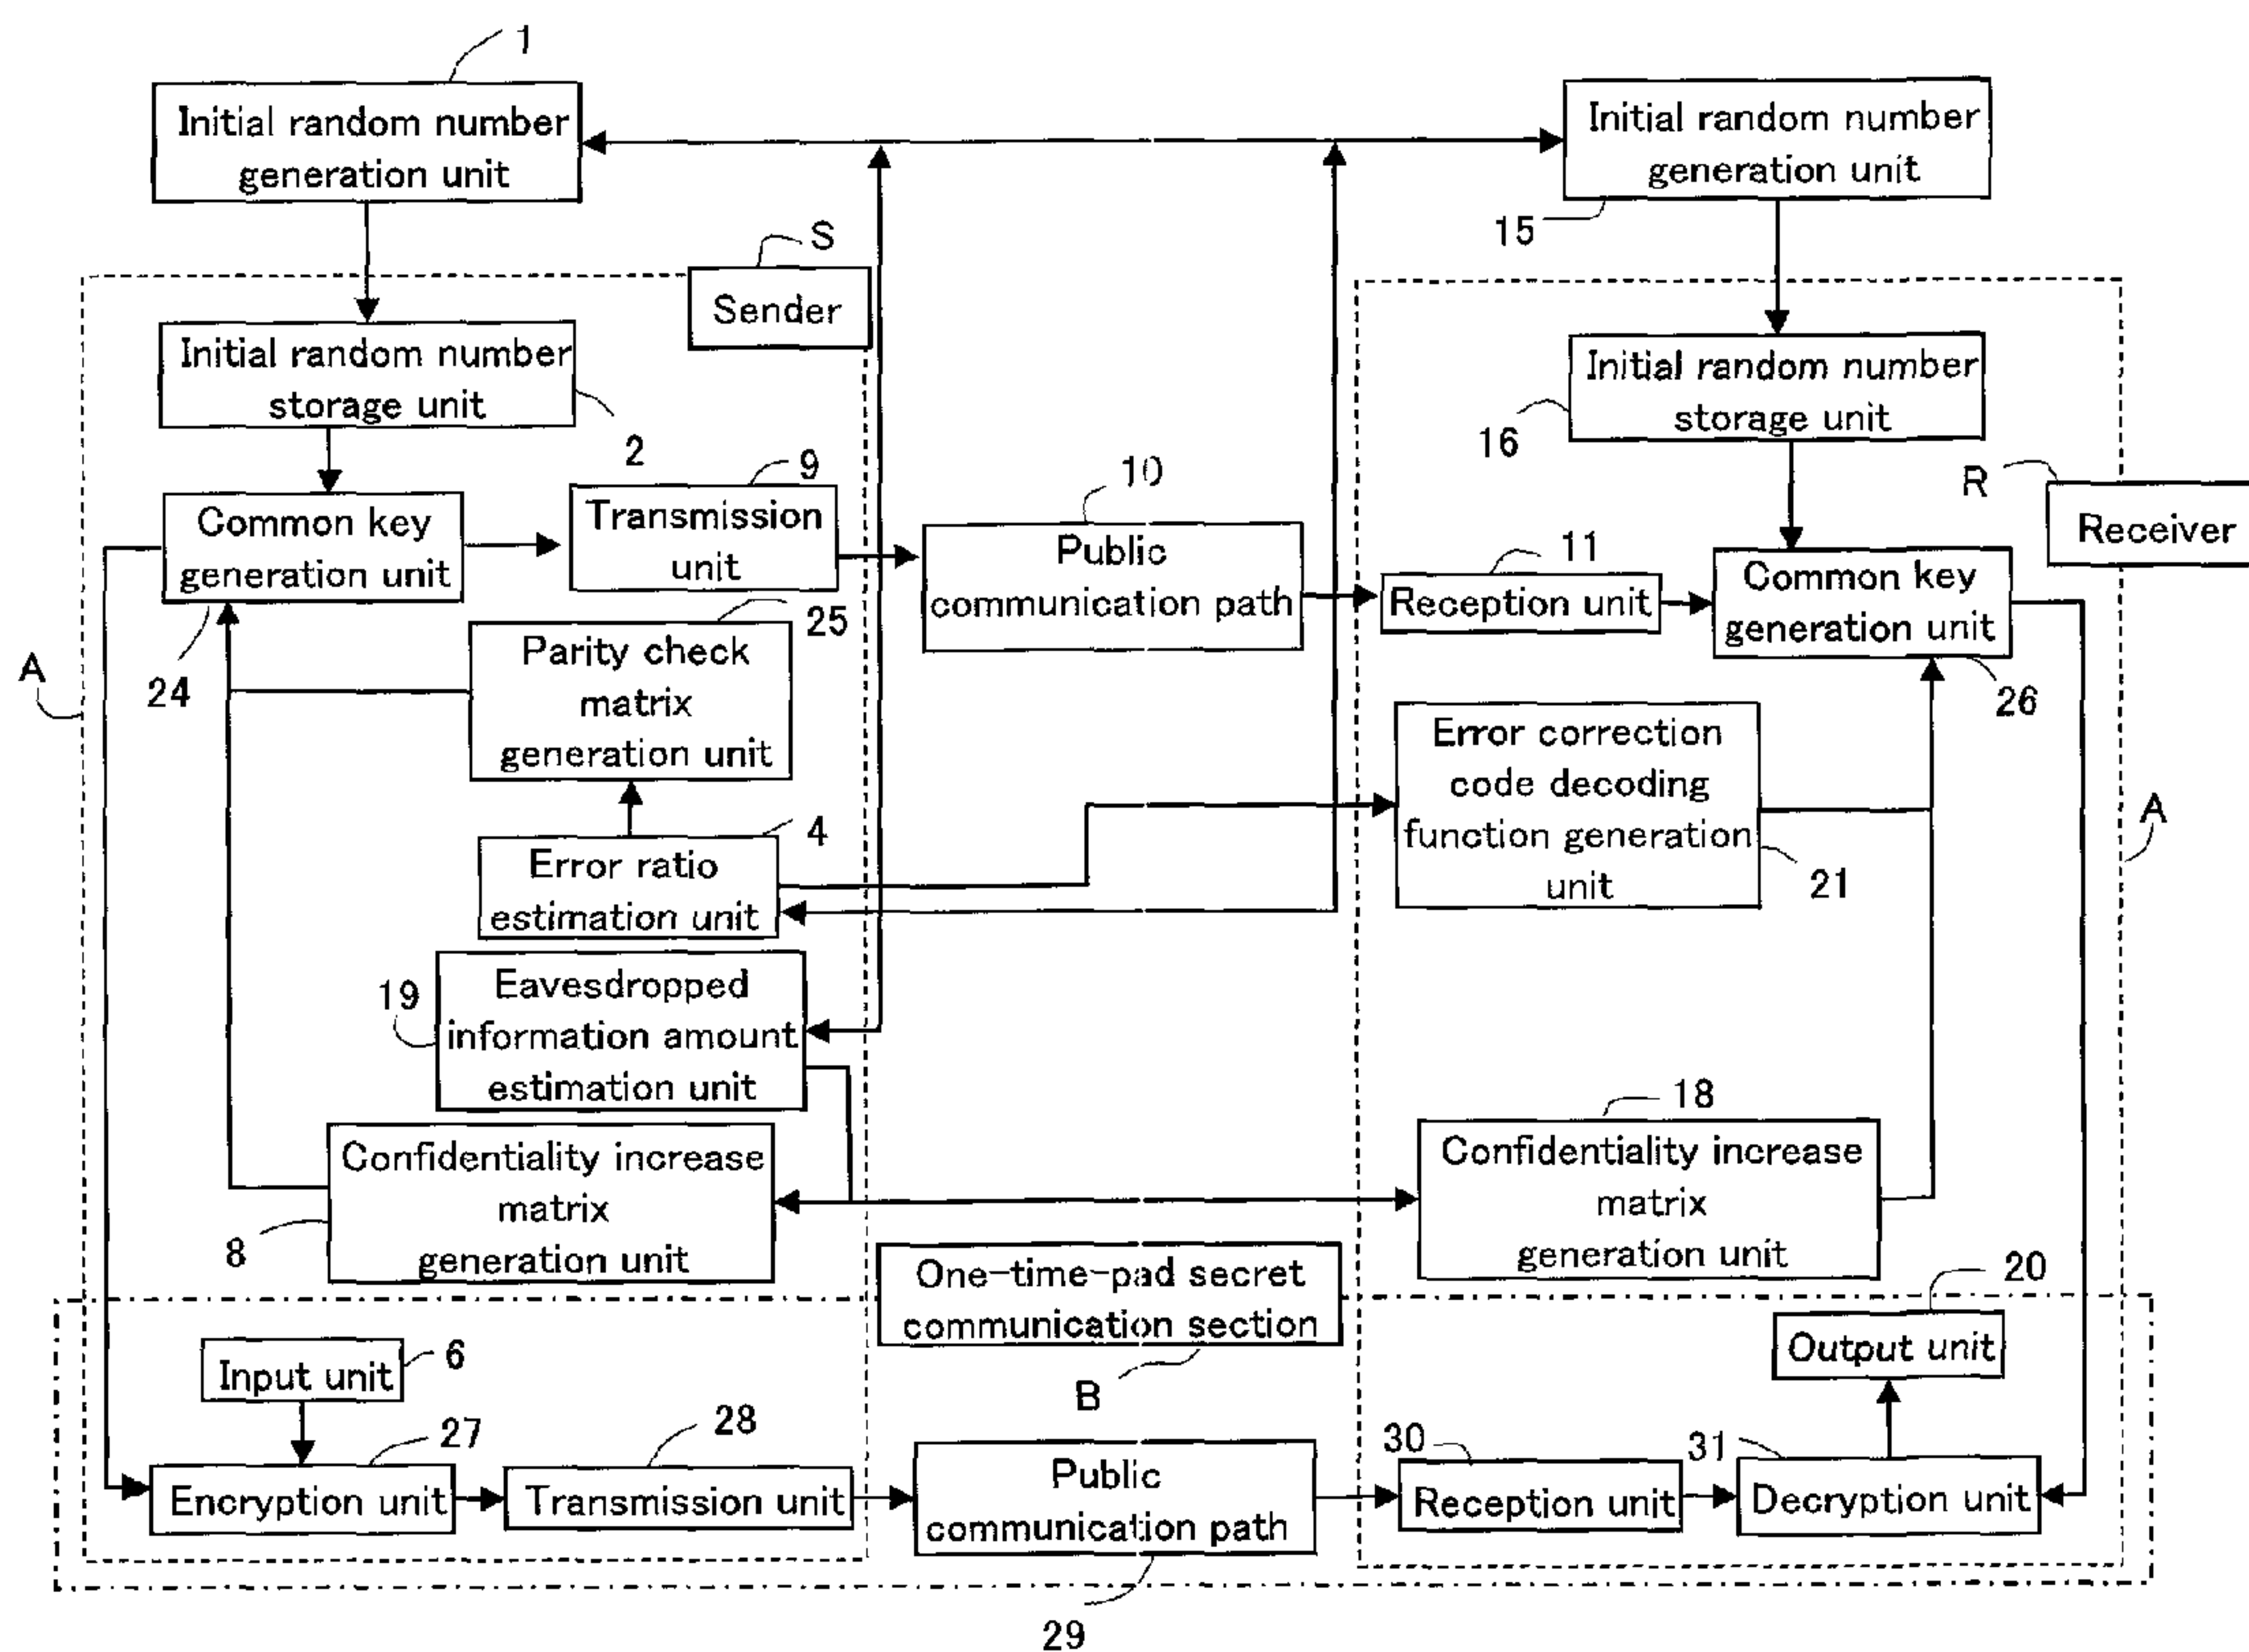 1
Initial random number
generation unit
Initial random number
generation unit
15
S
Sender
Initial random number
storage unit
2
Initial random number
storage unit
16
R
Receiver
Common key
generation unit
24
9
Transmission
unit
10
Public
communication path
11
Reception unit
Common key
generation unit
26
A
25
Parity check
matrix
generation unit
Error correction
code decoding
function generation
unit
21
A
4
Error ratio
estimation unit
19
Eavesdropped
information amount
estimation unit
18
Confidentiality increase
matrix
generation unit
8
Confidentiality increase
matrix
generation unit
One-time-pad secret
communication section
B
20
Output unit
Input unit
6
27
Encryption unit
28
Transmission unit
Public
communication path
29
30
Reception unit
31
Decryption unit